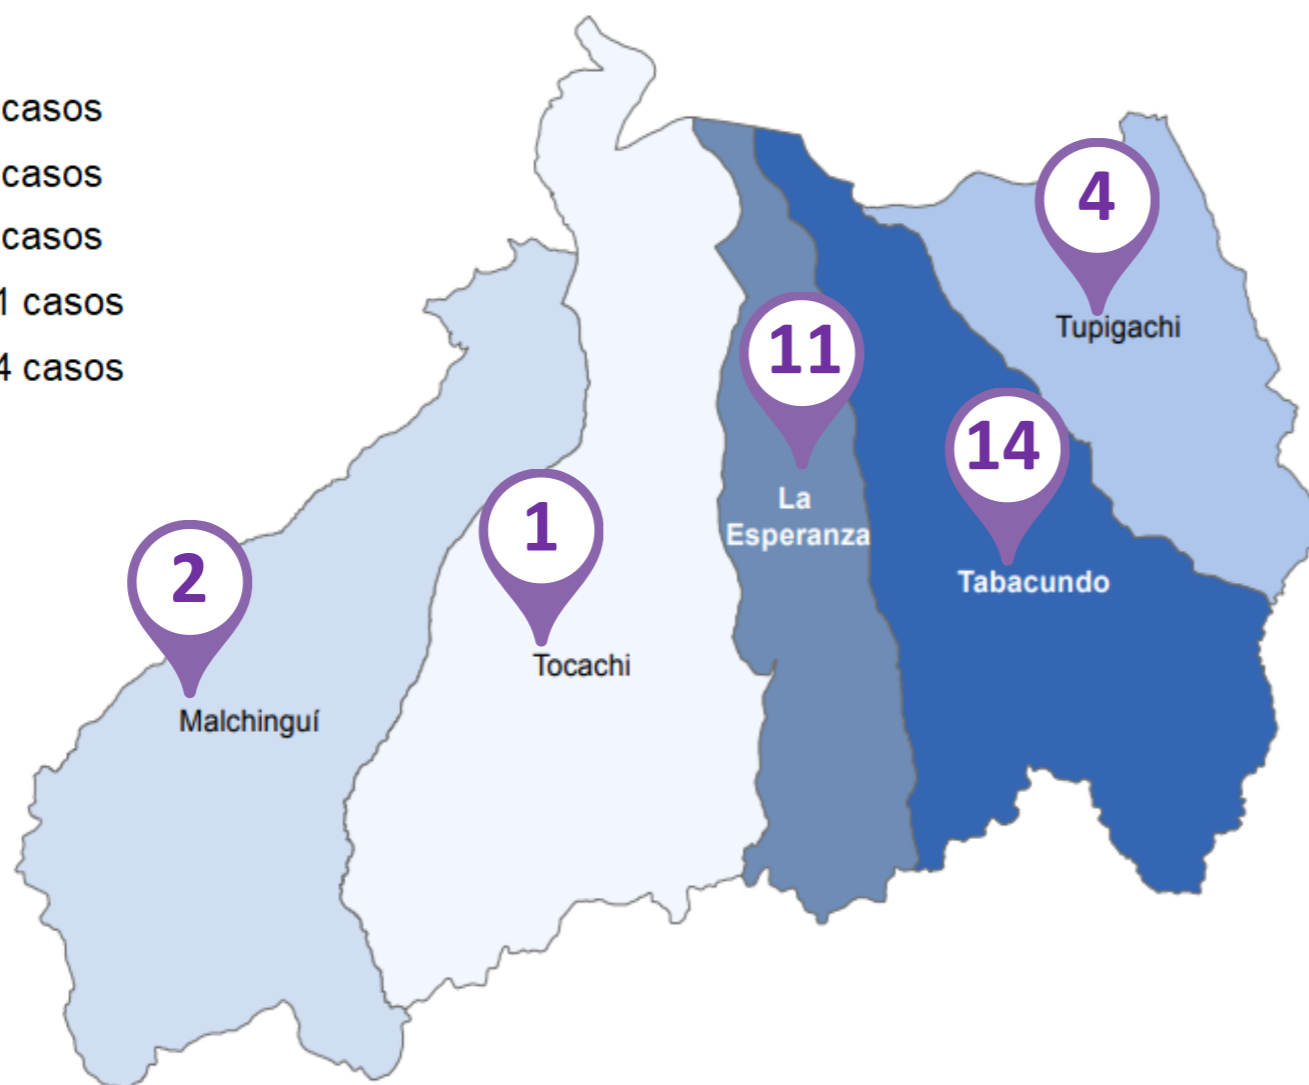 casos
casos
casos
1 casos
4 casos
4
Tupigachi
11
La
Esperanza
14
Tabacundo
1
Tocachi
2
Malchinguí